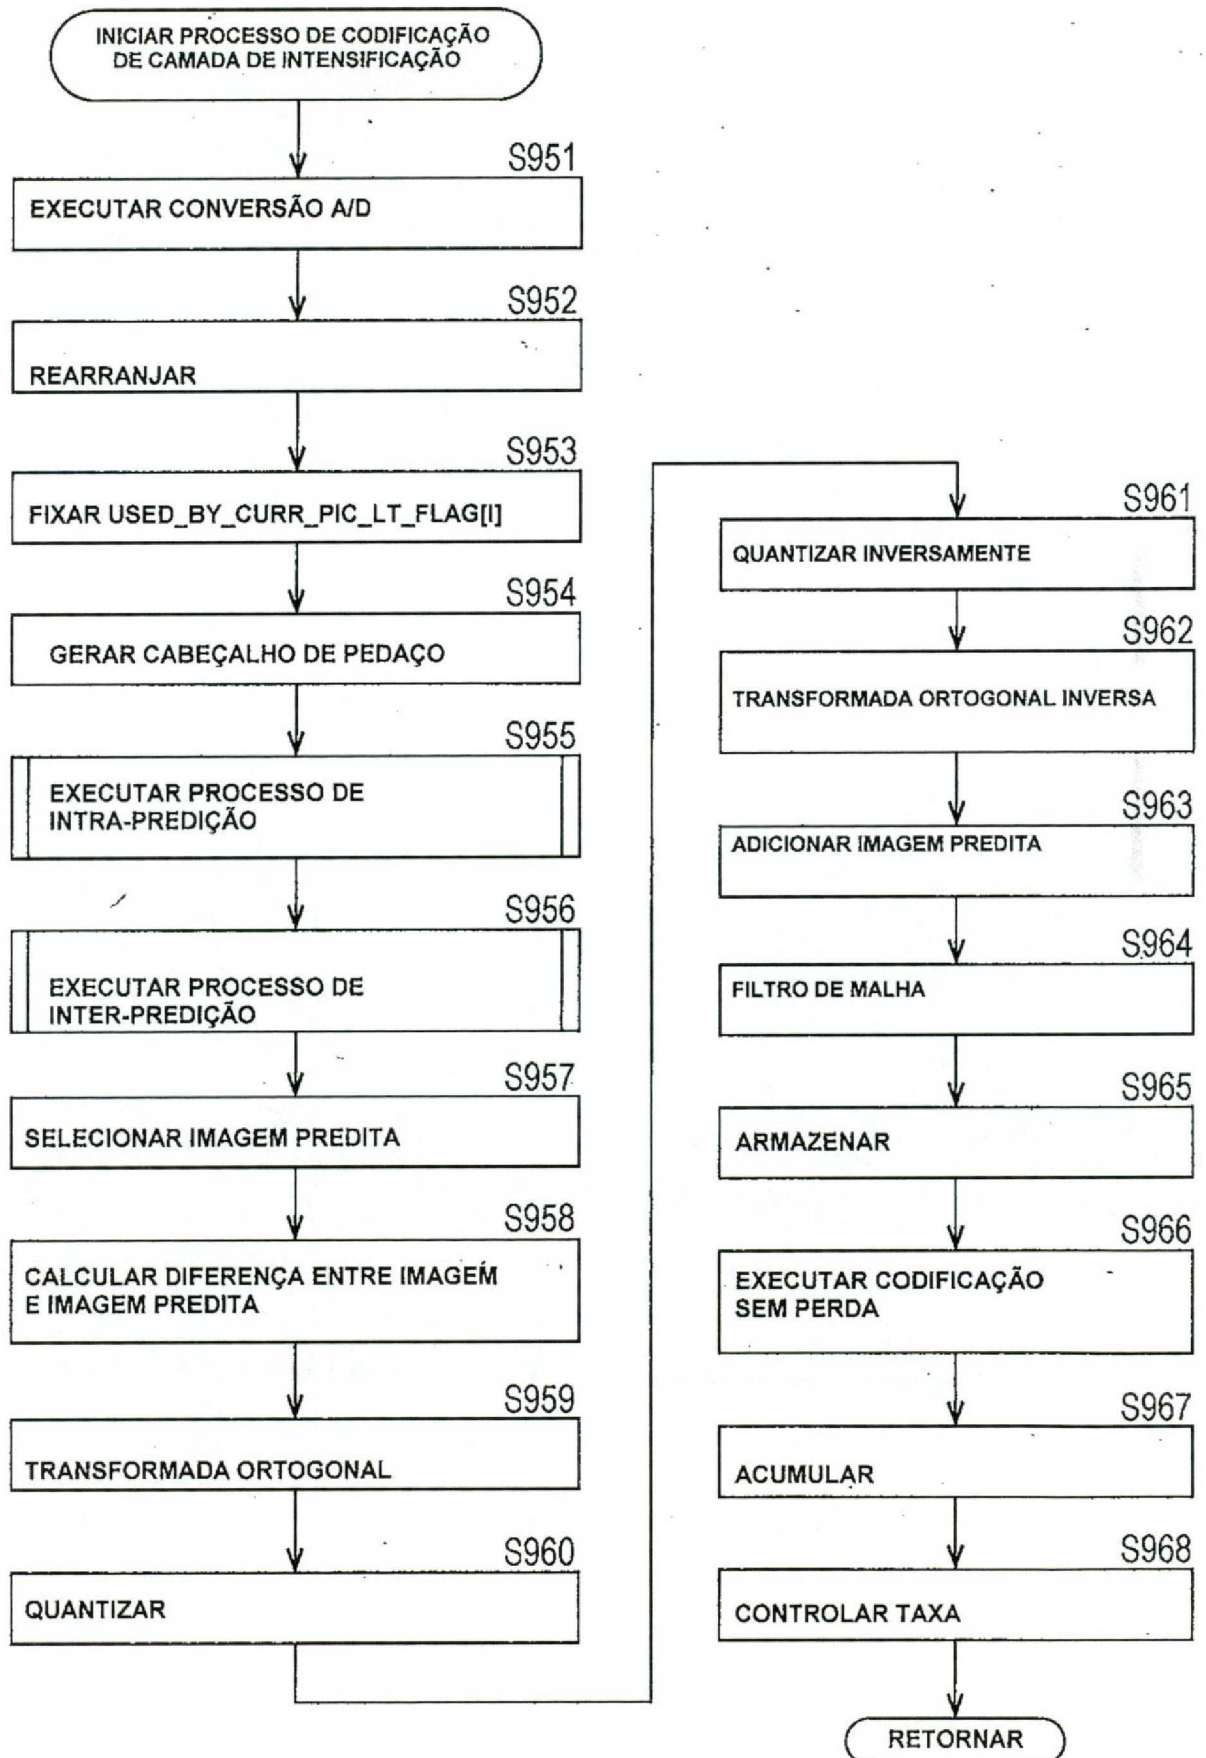 INICIAR PROCESSO DE CODIFICAÇÃO
DE CAMADA DE INTENSIFICAÇÃO
S951
EXECUTAR CONVERSÃO A/D
S952
REARRANJAR
S953
FIXAR USED_BY_CURR_PIC_LT_FLAG[I]
S954
GERAR CABEÇALHO DE PEDAÇO
S955
EXECUTAR PROCESSO DE
INTRA-PREDIÇÃO
S956
EXECUTAR PROCESSO DE
INTER-PREDIÇÃO
S957
SELECIONAR IMAGEM PREDITA
S958
CALCULAR DIFERENÇA ENTRE IMAGEM
E IMAGEM PREDITA
S959
TRANSFORMADA ORTOGONAL
S960
QUANTIZAR
S961
QUANTIZAR INVERSAMENTE
S962
TRANSFORMADA ORTOGONAL INVERSA
S963
ADICIONAR IMAGEM PREDITA
S964
FILTRO DE MALHA
S965
ARMAZENAR
S966
EXECUTAR CODIFICAÇÃO
SEM PERDA
S967
ACUMULAR
S968
CONTROLAR TAXA
RETORNAR